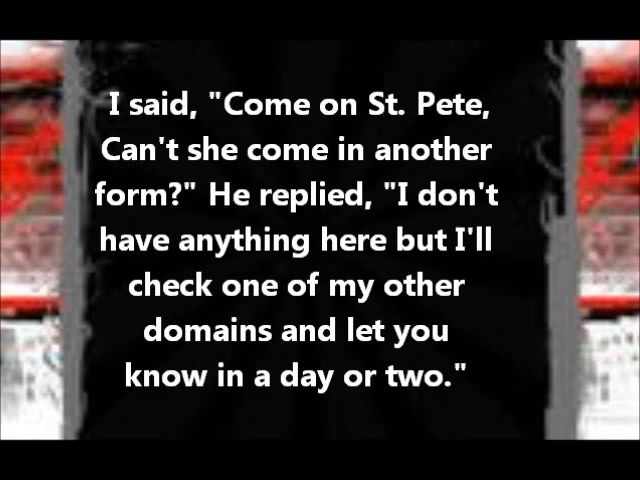 I said, "Come on St. Pete,
Can't she come in another
form?" He replied, "I don't
have anything here but I'll
check one of my other
domains and let you
know in a day or two."